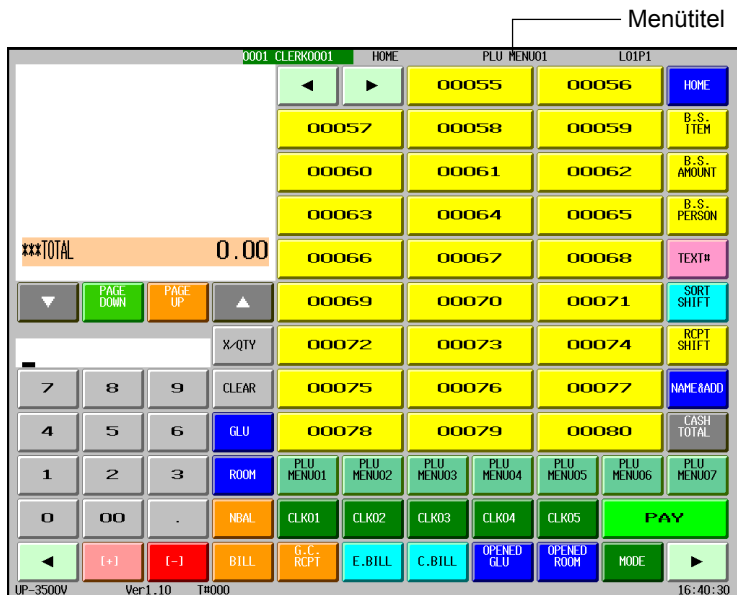 Menütitel
0001 CLERK0001 HOME PLU MENU01 L01P1
◀ ▶ 00055 00056 HOME
00057 00058 00059 B.S. ITEM
00060 00061 00062 B.S. AMOUNT
00063 00064 00065 B.S. PERSON
***TOTAL 0.00
00066 00067 00068 TEXT#
▼ PAGE DOWN PAGE UP ▲ 00069 00070 00071 SORT SHIFT
X/QTY 00072 00073 00074 RCPT SHIFT
7 8 9 CLEAR 00075 00076 00077 NAME&ADD
4 5 6 GLU 00078 00079 00080 CASH TOTAL
1 2 3 ROOM PLU MENU01 PLU MENU02 PLU MENU03 PLU MENU04 PLU MENU05 PLU MENU06 PLU MENU07
0 00 . NBAL CLK01 CLK02 CLK03 CLK04 CLK05 PAY
◀ [+] [-] BILL G.C. RCPT E.BILL C.BILL OPENED GLU OPENED ROOM MODE ▶
UP-3500V Ver1.10 T#000 16:40:30